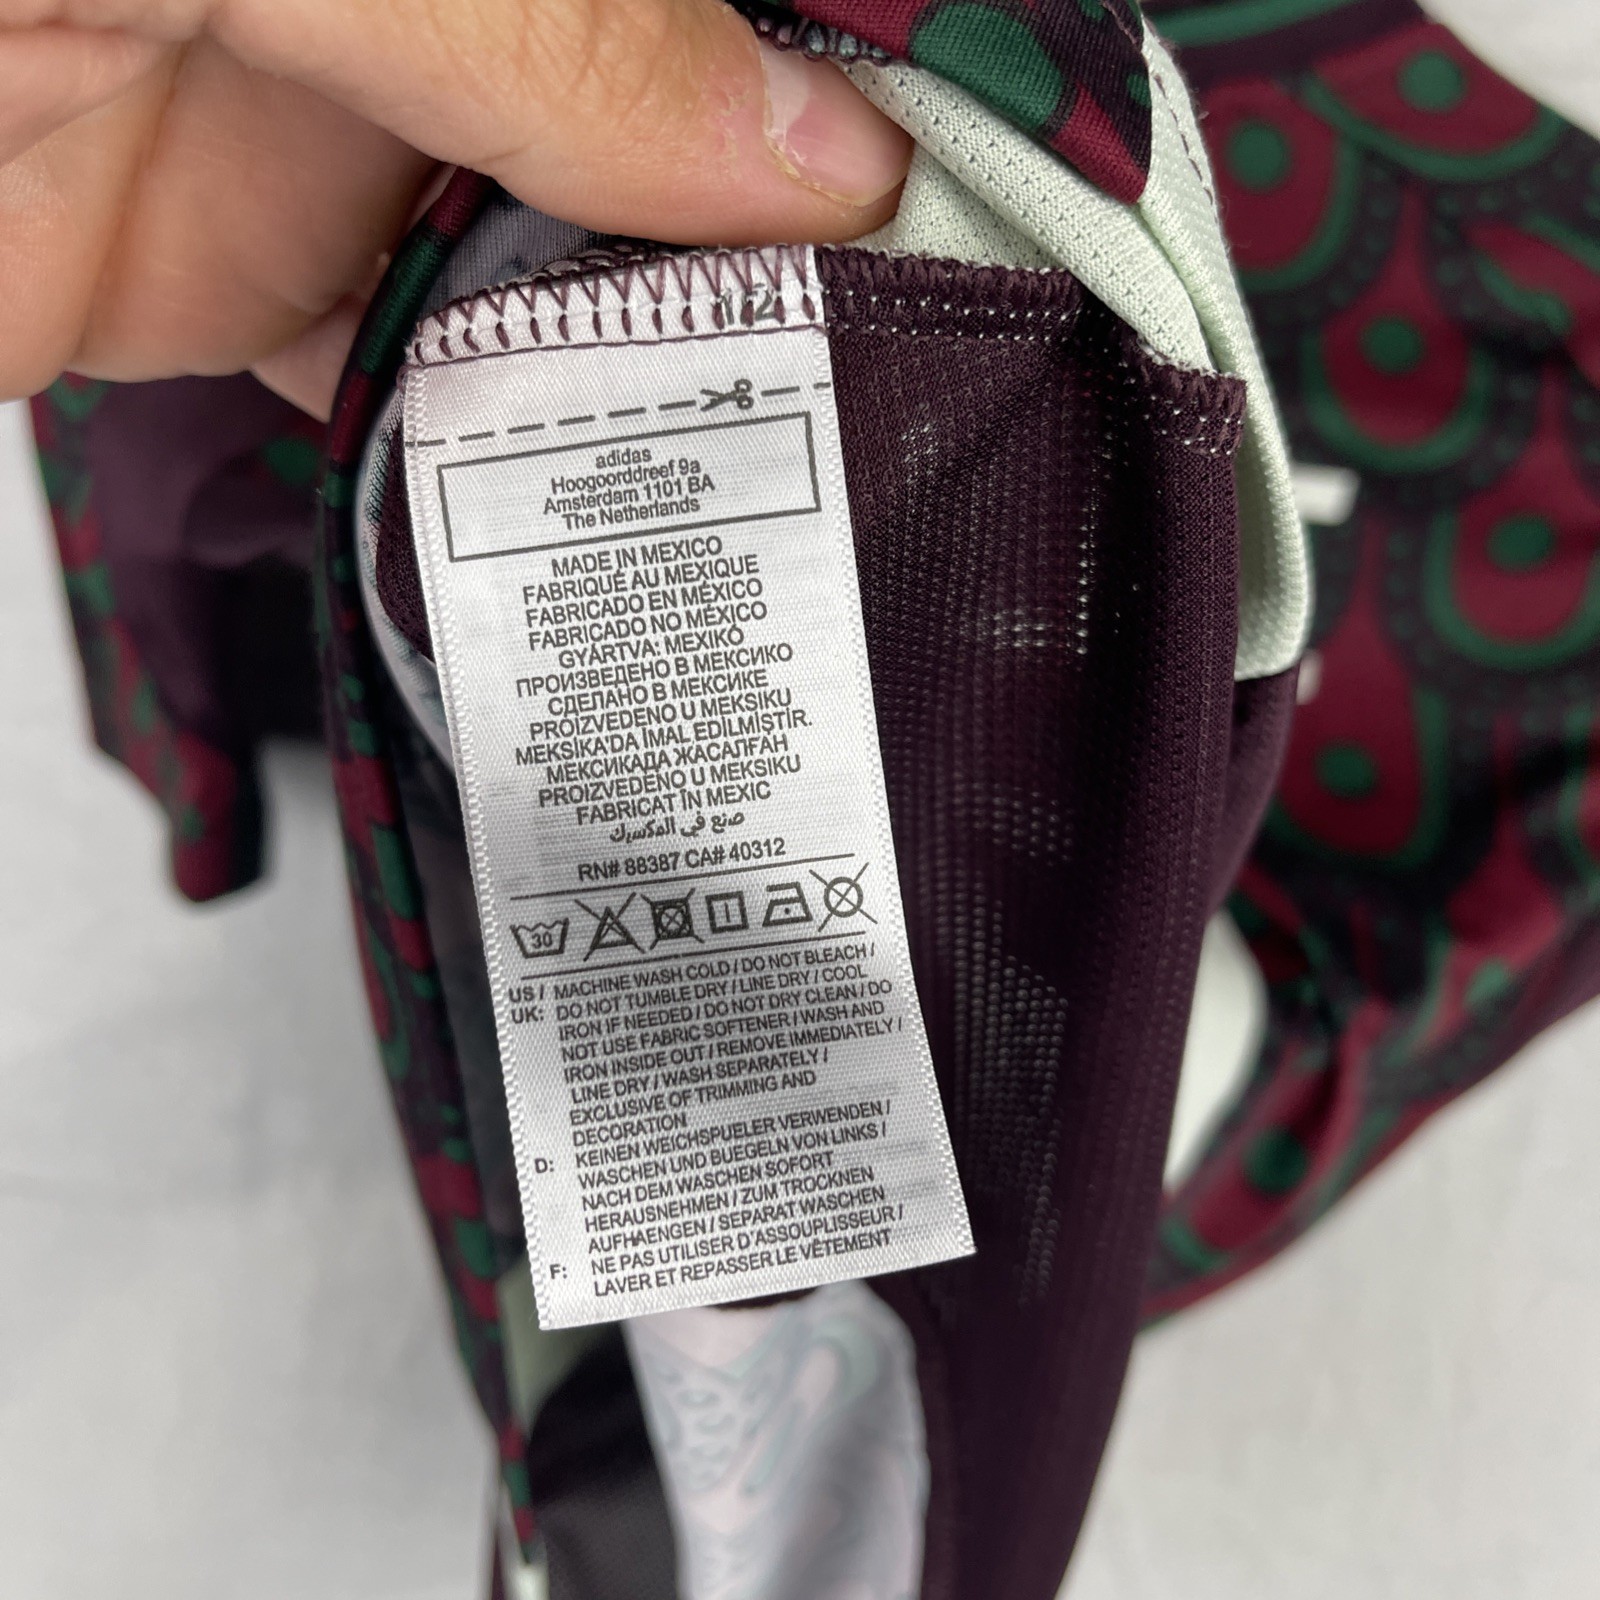 12
adidas
Hoogoorddreef 9a
Amsterdam 1101 BA
The Netherlands
MADE IN MEXICO
FABRIQUÉ AU MEXIQUE
FABRICADO EN MÉXICO
FABRICADO NO MÉXICO
GYÁRTVA: MEXIKÓ
ПРОИЗВЕДЕНО В МЕКСИКО
СДЕЛАНО В МЕКСИКЕ
PROIZVEDENO U MEKSIKU
MEKSİKA'DA İMAL EDİLMİŞTİR.
МЕКСИКАДА ЖАСАЛҒАН
PROIZVEDENO U MEKSIKU
FABRICAT ÎN MEXIC
صنع في المكسيك
RN# 88387 CA# 40312
30
US / UK: MACHINE WASH COLD / DO NOT BLEACH /
DO NOT TUMBLE DRY / LINE DRY / COOL
IRON IF NEEDED / DO NOT DRY CLEAN / DO
NOT USE FABRIC SOFTENER / WASH AND
IRON INSIDE OUT / REMOVE IMMEDIATELY /
LINE DRY / WASH SEPARATELY /
EXCLUSIVE OF TRIMMING AND
DECORATION
D: KEINEN WEICHSPUELER VERWENDEN /
WASCHEN UND BUEGELN VON LINKS /
NACH DEM WASCHEN SOFORT
HERAUSNEHMEN / ZUM TROCKNEN
AUFHAENGEN / SEPARAT WASCHEN
F: NE PAS UTILISER D'ASSOUPLISSEUR /
LAVER ET REPASSER LE VÊTEMENT